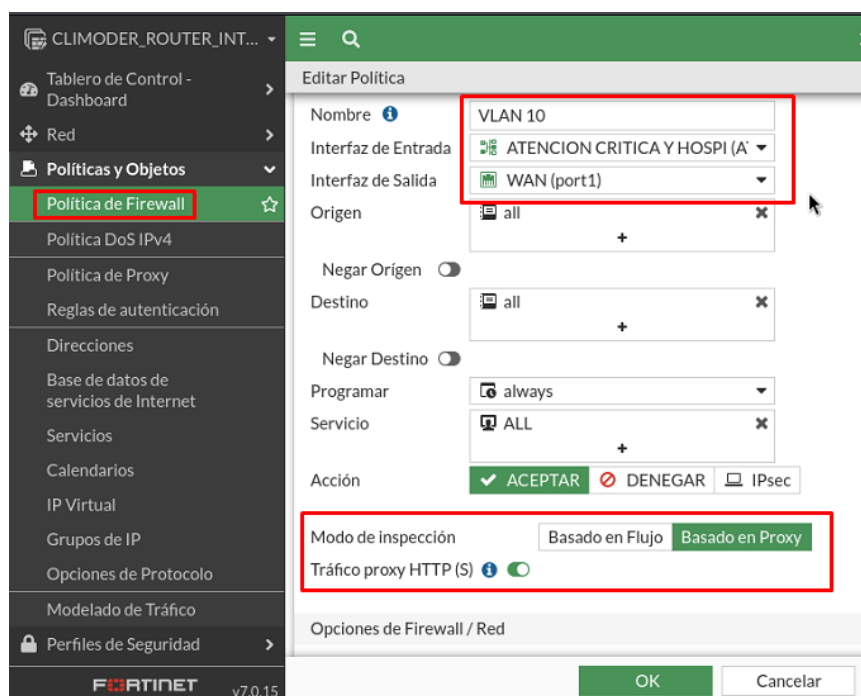 CLIMODER_ROUTER_INT...
Tablero de Control -
Dashboard
Red
Políticas y Objetos
Política de Firewall
Política DoS IPv4
Política de Proxy
Reglas de autenticación
Direcciones
Base de datos de
servicios de Internet
Servicios
Calendarios
IP Virtual
Grupos de IP
Opciones de Protocolo
Modelado de Tráfico
Perfiles de Seguridad
FORTINET v7.0.15
Editar Política
Nombre VLAN 10
Interfaz de Entrada ATENCION CRITICA Y HOSPI (A
Interfaz de Salida WAN (port1)
Origen all
+
Negar Orígen
Destino all
+
Negar Destino
Programar always
Servicio ALL
+
Acción ACEPTAR DENEGAR IPsec
Modo de inspección Basado en Flujo Basado en Proxy
Tráfico proxy HTTP (S)
Opciones de Firewall / Red
OK Cancelar